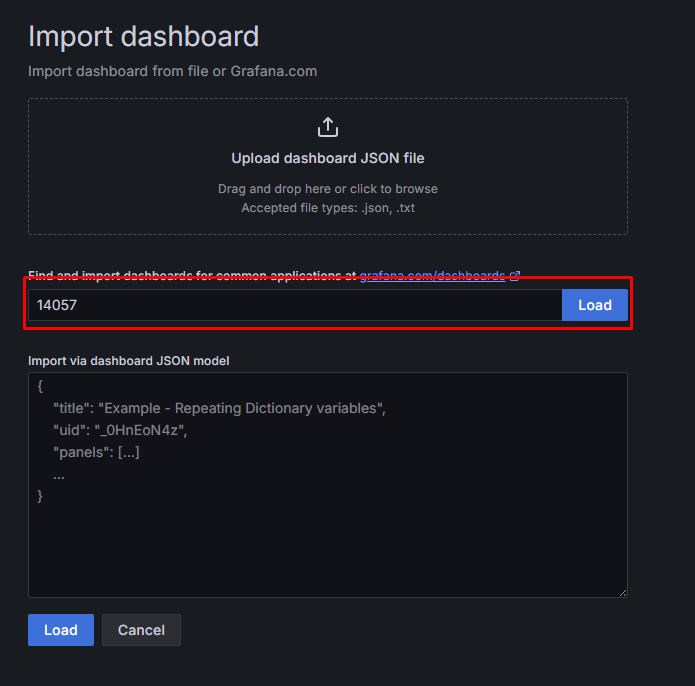 Import dashboard
Import dashboard from file or Grafana.com
Upload dashboard JSON file
Drag and drop here or click to browse
Accepted file types: .json, .txt
Find and import dashboards for common applications at grafana.com/dashboards
14057 Load
Import via dashboard JSON model
{
"title": "Example - Repeating Dictionary variables",
"uid": "_0HnEoN4z",
"panels": [...]
...
}
Load Cancel